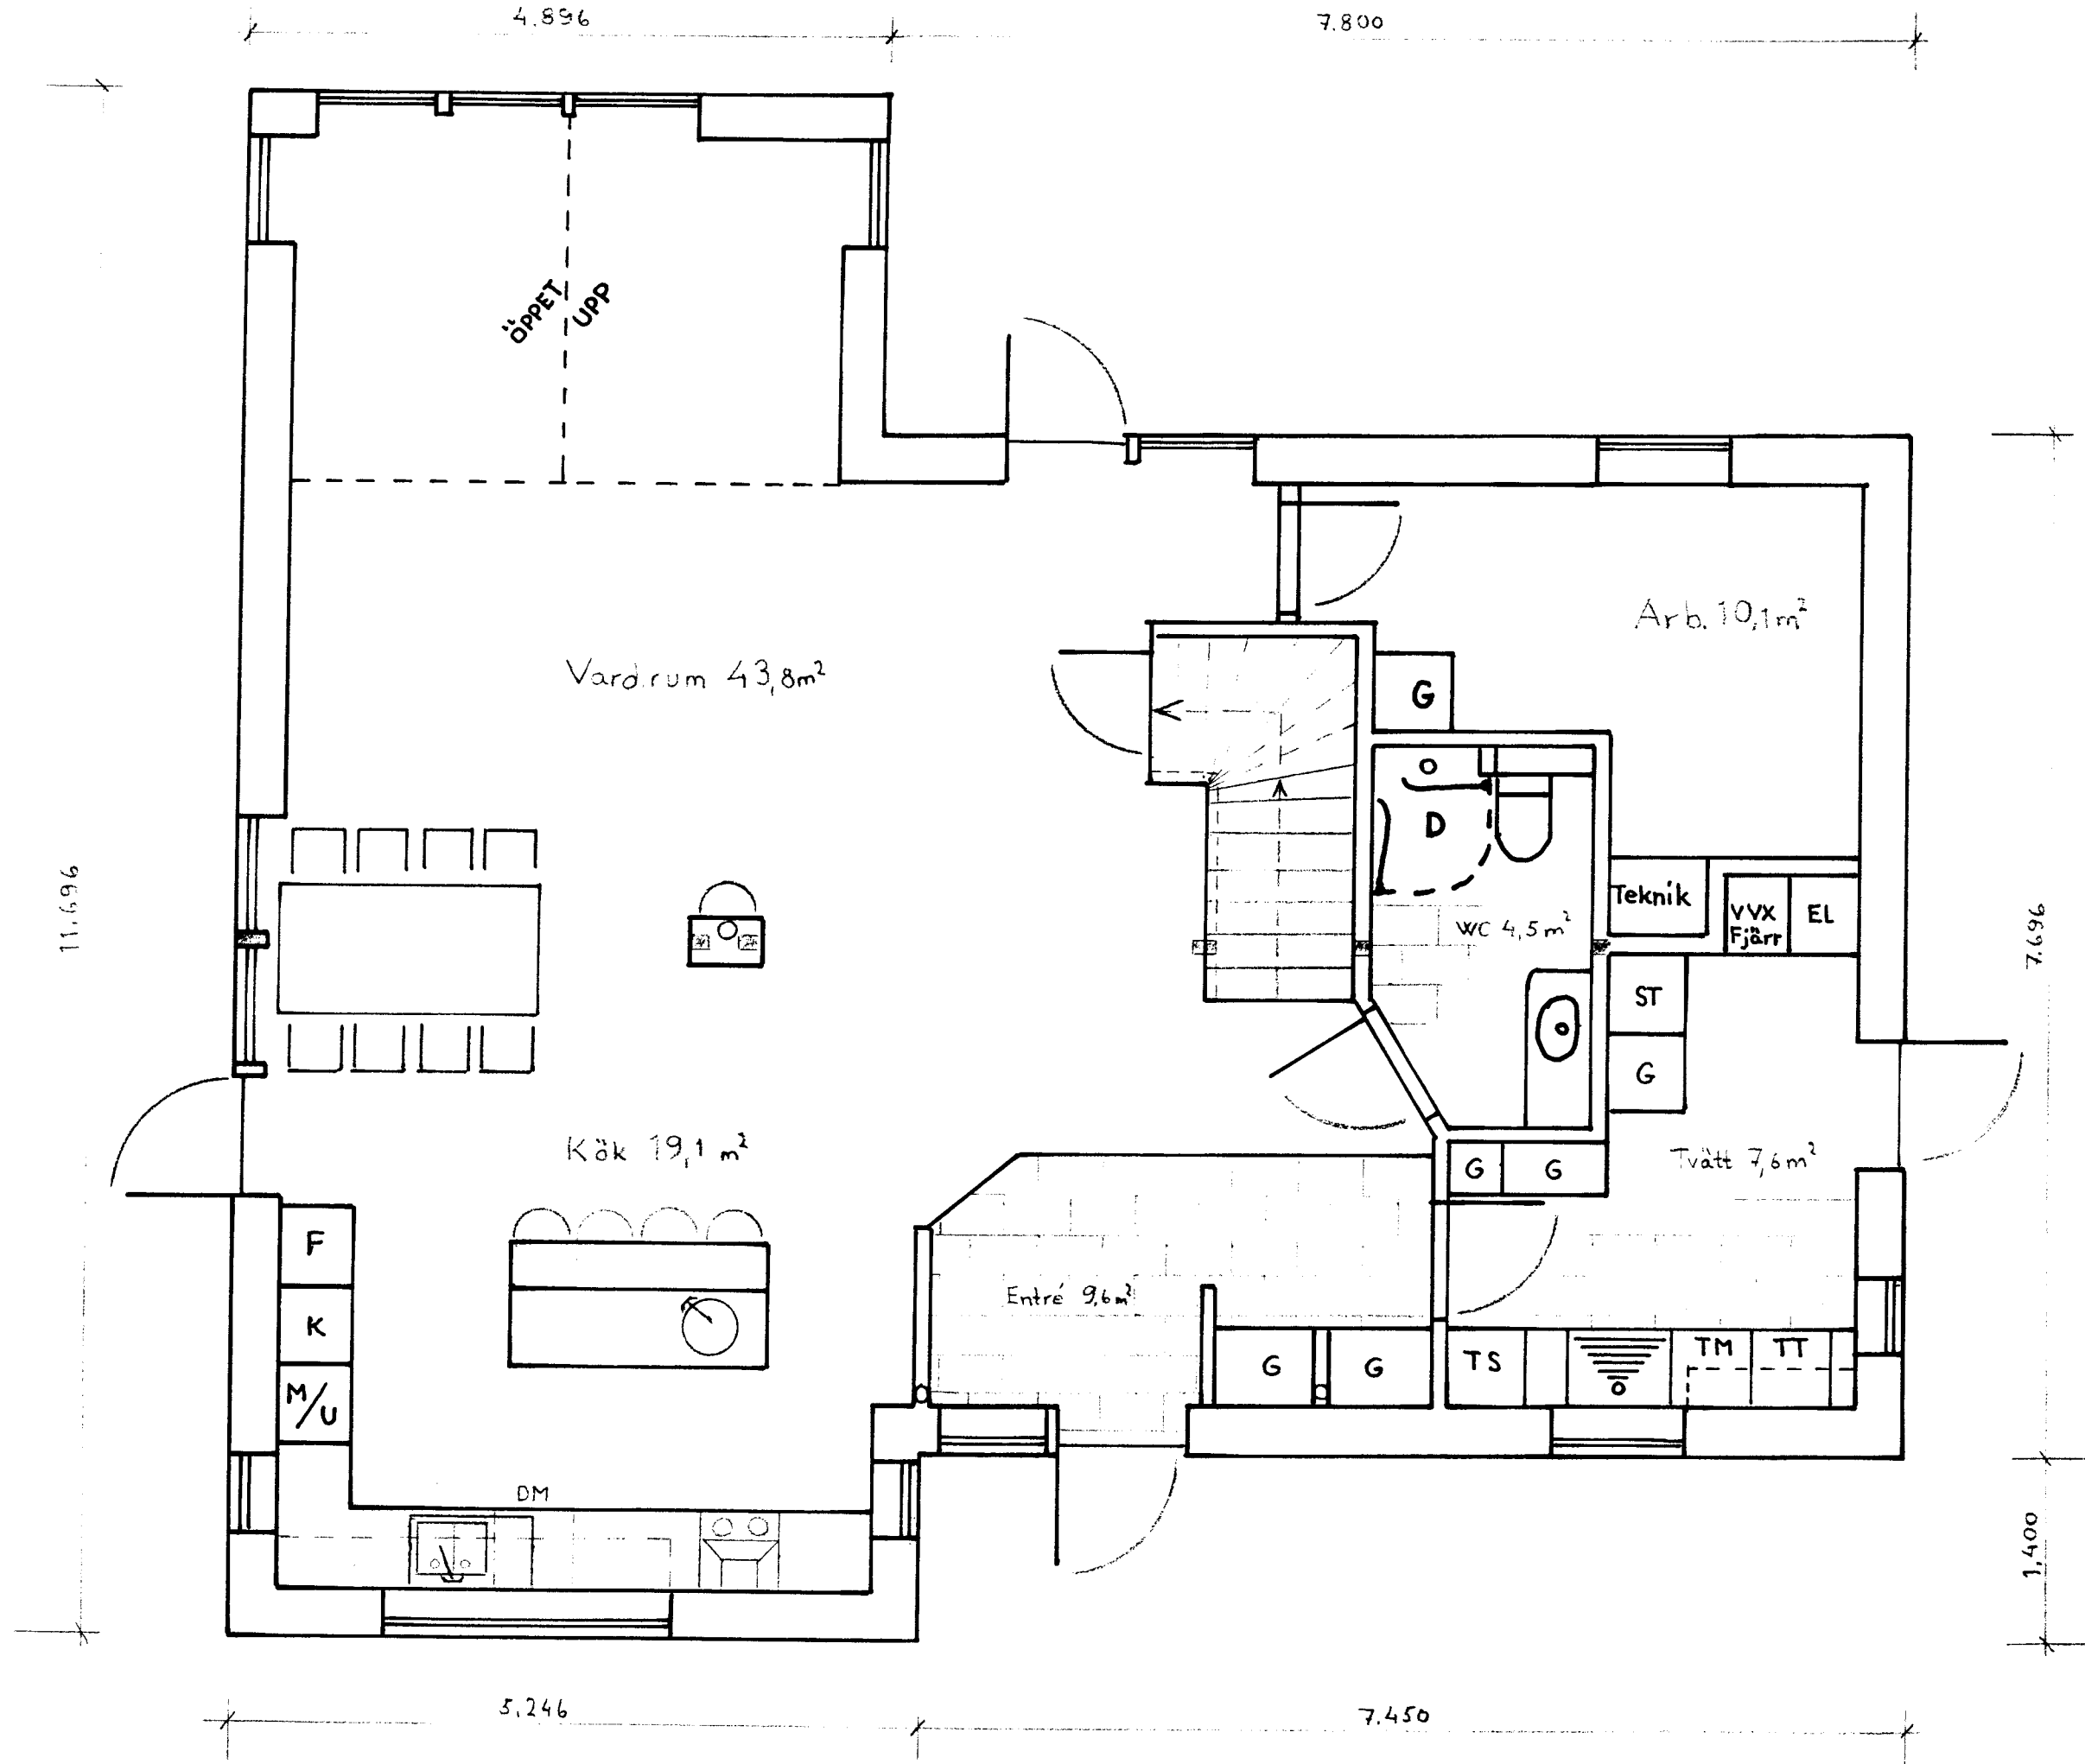 4.896
7.800
ÖPPET
UPP
Vard.rum 43,8m²
Arb. 10,1m²
G
O
D
11.696
7.696
Teknik
VVX
Fjärr
EL
WC 4,5m²
ST
G
Kök 19,1 m²
Tvätt 7,6m²
G
G
F
K
M/U
Entré 9,6m²
G
G
TS
TM
TT
DM
1,400
5,246
7.450